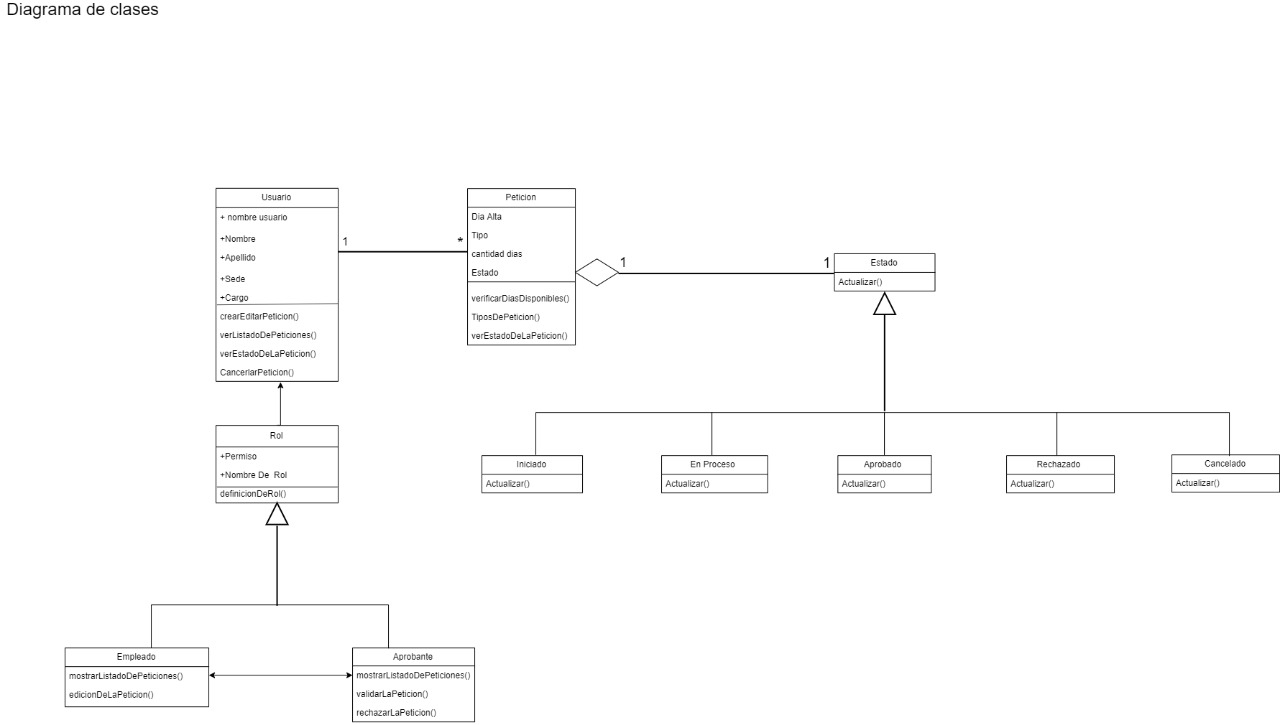 Diagrama de clases
Usuario
+ nombre usuario
+Nombre
+Apellido
+Sede
+Cargo
crearEditarPeticion()
verListadoDePeticiones()
verEstadoDeLaPeticion()
CancerlarPeticion()
1
*
Peticion
Dia Alta
Tipo
cantidad dias
Estado
verificarDiasDisponibles()
TiposDePeticion()
verEstadoDeLaPeticion()
1
1
Estado
Actualizar()
Rol
+Permiso
+Nombre De Rol
definicionDeRol()
Iniciado
Actualizar()
En Proceso
Actualizar()
Aprobado
Actualizar()
Rechazado
Actualizar()
Cancelado
Actualizar()
Empleado
mostrarListadoDePeticiones()
edicionDeLaPeticion()
Aprobante
mostrarListadoDePeticiones()
validarLaPeticion()
rechazarLaPeticion()